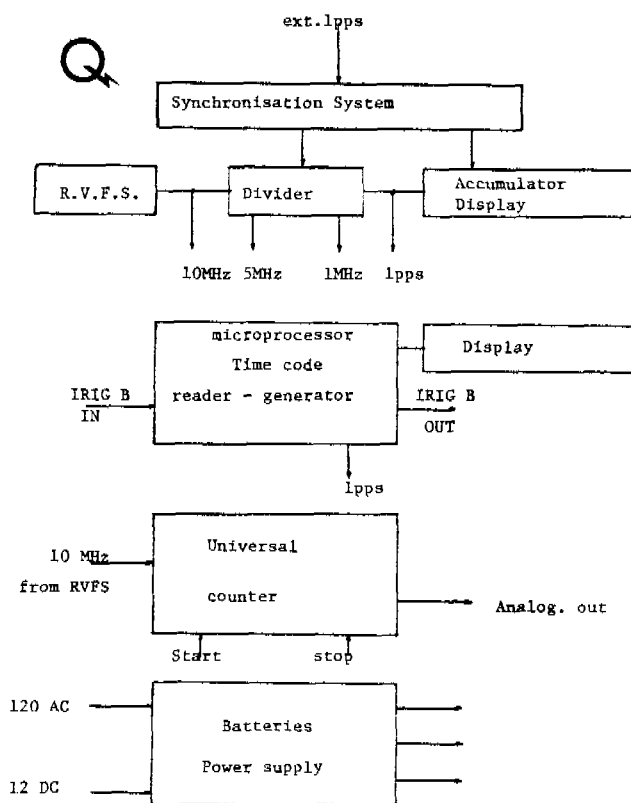 ext.1pps
Synchronisation System
R.V.F.S.
Divider
Accumulator
Display
10MHz 5MHz 1MHz 1pps
microprocessor
Time code
reader - generator
Display
IRIG B
IN
IRIG B
OUT
1pps
10 MHz
from RVFS
Universal
counter
Analog. out
Start
stop
120 AC
12 DC
Batteries
Power supply